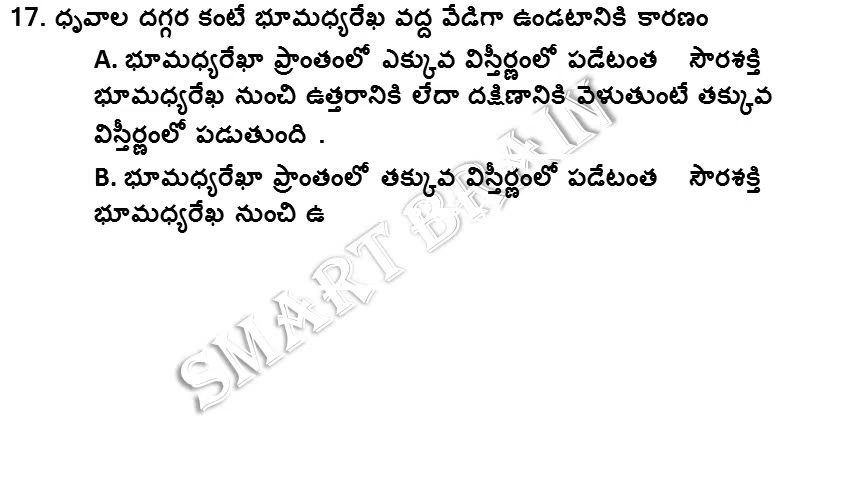 17. ధృవాల దగ్గర కంటే భూమధ్యరేఖ వద్ద వేడిగా ఉండటానికి కారణం
A. భూమధ్యరేఖా ప్రాంతంలో ఎక్కువ విస్తీర్ణంలో పడేటంత సౌరశక్తి
భూమధ్యరేఖ నుంచి ఉత్తరానికి లేదా దక్షిణానికి వెళుతుంటే తక్కువ
విస్తీర్ణంలో పడుతుంది .
B. భూమధ్యరేఖా ప్రాంతంలో తక్కువ విస్తీర్ణంలో పడేటంత సౌరశక్తి
భూమధ్యరేఖ నుంచి ఉ
SMART BRAIN